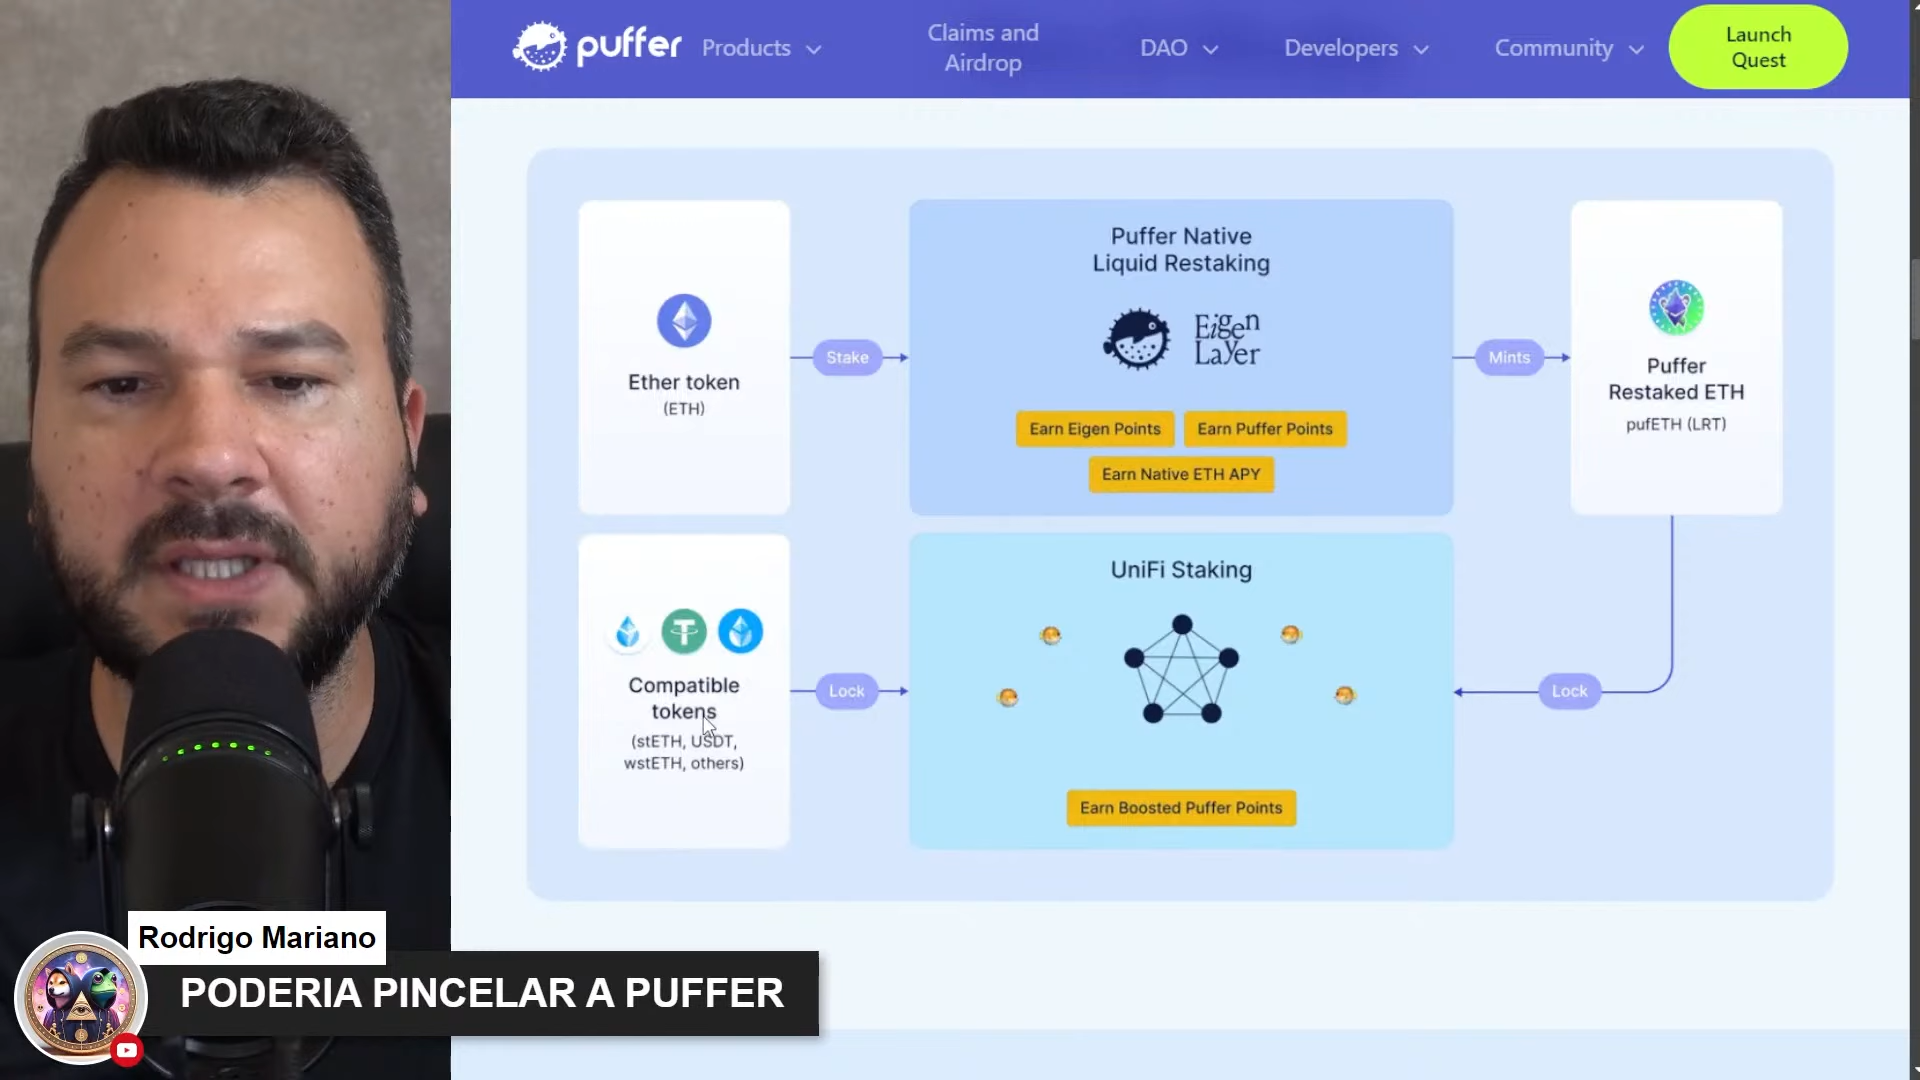 puffer
Products
Claims and
Airdrop
DAO
Developers
Community
Launch
Quest
Ether token
(ETH)
Stake
Puffer Native
Liquid Restaking
Eigen
Layer
Earn Eigen Points
Earn Puffer Points
Earn Native ETH APY
Mints
Puffer
Restaked ETH
pufETH (LRT)
Compatible
tokens
(stETH, USDT,
wstETH, others)
Lock
UniFi Staking
Earn Boosted Puffer Points
Lock
Rodrigo Mariano
PODERIA PINCELAR A PUFFER